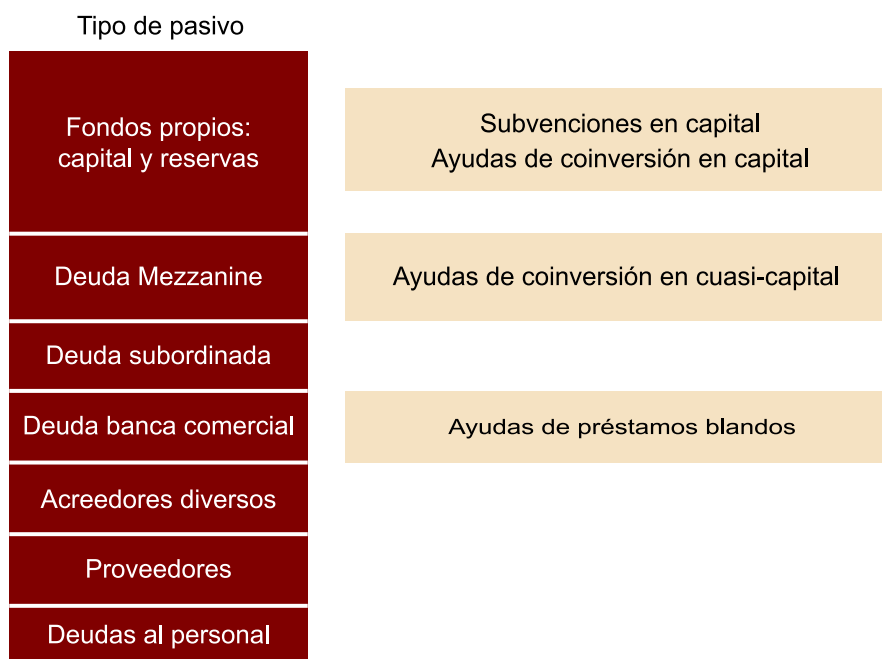 Tipo de pasivo
Fondos propios:
capital y reservas
Subvenciones en capital
Ayudas de coinversión en capital
Deuda Mezzanine
Ayudas de coinversión en cuasi-capital
Deuda subordinada
Deuda banca comercial
Ayudas de préstamos blandos
Acreedores diversos
Proveedores
Deudas al personal